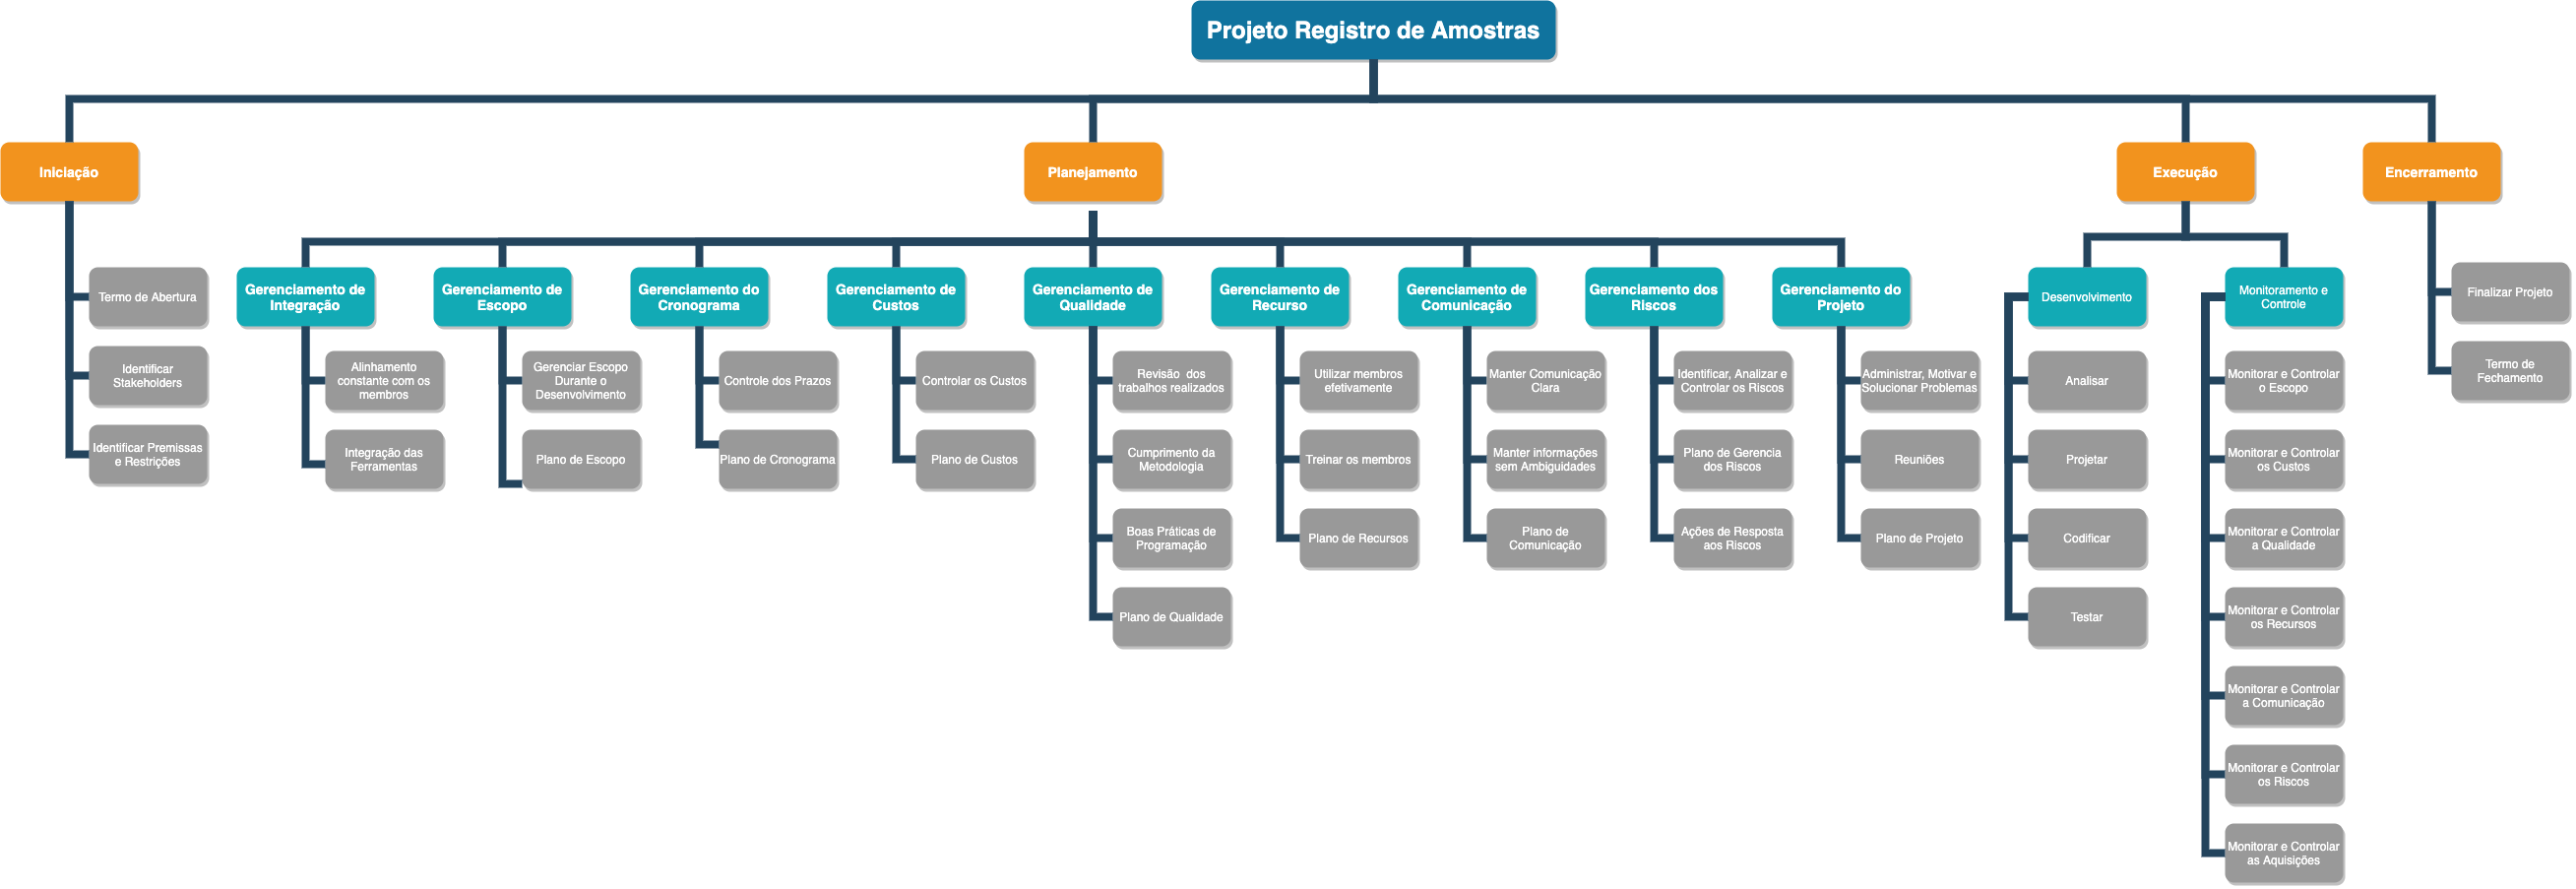 Projeto Registro de Amostras
Iniciação
Planejamento
Execução
Encerramento
Termo de Abertura
Identificar
Stakeholders
Identificar Premissas
e Restrições
Gerenciamento de
Integração
Alinhamento
constante com os
membros
Integração das
Ferramentas
Gerenciamento de
Escopo
Gerenciar Escopo
Durante o
Desenvolvimento
Plano de Escopo
Gerenciamento do
Cronograma
Controle dos Prazos
Plano de Cronograma
Gerenciamento de
Custos
Controlar os Custos
Plano de Custos
Gerenciamento de
Qualidade
Revisão dos
trabalhos realizados
Cumprimento da
Metodologia
Boas Práticas de
Programação
Plano de Qualidade
Gerenciamento de
Recurso
Utilizar membros
efetivamente
Treinar os membros
Plano de Recursos
Gerenciamento de
Comunicação
Manter Comunicação
Clara
Manter informações
sem Ambiguidades
Plano de
Comunicação
Gerenciamento dos
Riscos
Identificar, Analizar e
Controlar os Riscos
Plano de Gerencia
dos Riscos
Ações de Resposta
aos Riscos
Gerenciamento do
Projeto
Administrar, Motivar e
Solucionar Problemas
Reuniões
Plano de Projeto
Desenvolvimento
Analisar
Projetar
Codificar
Testar
Monitoramento e
Controle
Monitorar e Controlar
o Escopo
Monitorar e Controlar
os Custos
Monitorar e Controlar
a Qualidade
Monitorar e Controlar
os Recursos
Monitorar e Controlar
a Comunicação
Monitorar e Controlar
os Riscos
Monitorar e Controlar
as Aquisições
Finalizar Projeto
Termo de
Fechamento